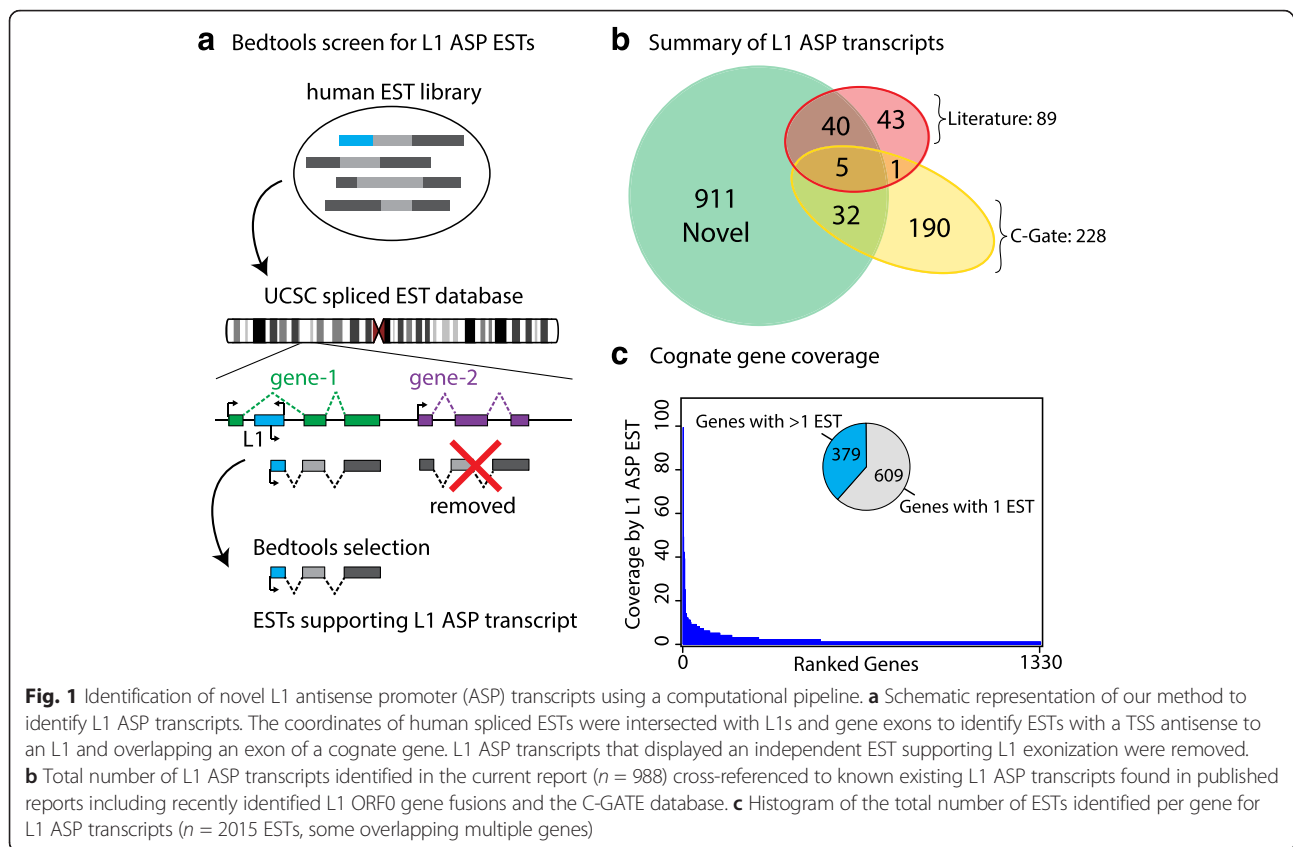 a Bedtools screen for L1 ASP ESTs
human EST library
UCSC spliced EST database
gene-1
gene-2
L1
removed
Bedtools selection
ESTs supporting L1 ASP transcript
b Summary of L1 ASP transcripts
40
43
Literature: 89
5
1
911
Novel
32
190
C-Gate: 228
c Cognate gene coverage
Coverage by L1 ASP EST
100
80
60
40
20
0
Genes with >1 EST
379
609
Genes with 1 EST
0
Ranked Genes
1330
Fig. 1 Identification of novel L1 antisense promoter (ASP) transcripts using a computational pipeline. a Schematic representation of our method to
identify L1 ASP transcripts. The coordinates of human spliced ESTs were intersected with L1s and gene exons to identify ESTs with a TSS antisense to
an L1 and overlapping an exon of a cognate gene. L1 ASP transcripts that displayed an independent EST supporting L1 exonization were removed.
b Total number of L1 ASP transcripts identified in the current report (n = 988) cross-referenced to known existing L1 ASP transcripts found in published
reports including recently identified L1 ORF0 gene fusions and the C-GATE database. c Histogram of the total number of ESTs identified per gene for
L1 ASP transcripts (n = 2015 ESTs, some overlapping multiple genes)